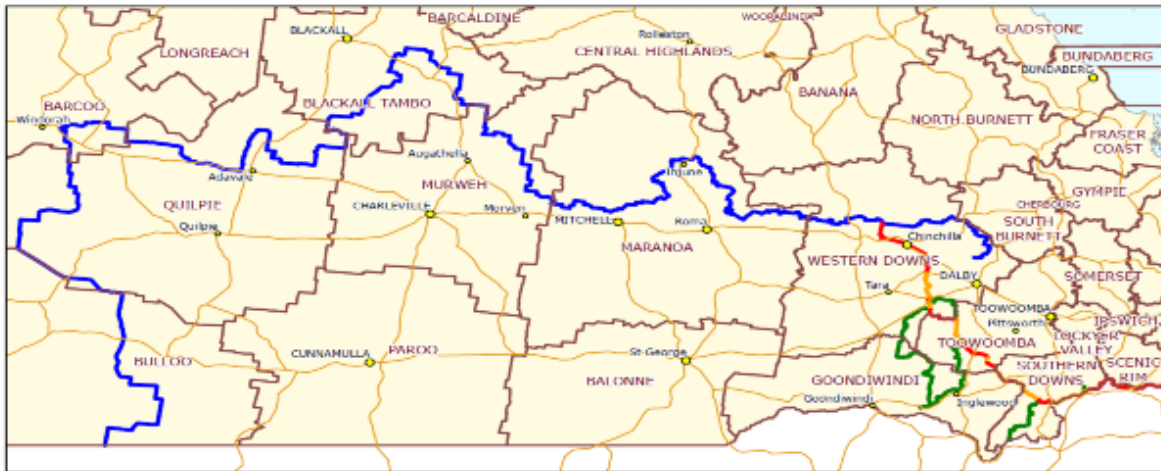 BARCALDINE
WOORABINDA
GLADSTONE
BLACKALL
Rolleston
LONGREACH
CENTRAL HIGHLANDS
BUNDABERG
BUNDABERG
BARCOO
BLACKALL TAMBO
BANANA
Windorah
NORTH BURNETT
FRASER
COAST
Augathella
Adavale
Injune
MURWEH
GYMPIE
QUILPIE
CHERBOURG
CHARLEVILLE
Morven
MITCHELL
Roma
SOUTH
BURNETT
Quilpie
MARANOA
Chinchilla
WESTERN DOWNS
SOMERSET
Tara
DALBY
TOOWOOMBA
Pittsworth
IPSWICH
LOCKYER
VALLEY
TOOWOOMBA
BULLOO
CUNNAMULLA
PAROO
St-George
SOUTHERN
DOWNS
SCENIC
RIM
BALONNE
GOONDIWINDI
Goondiwindi
Inglewood